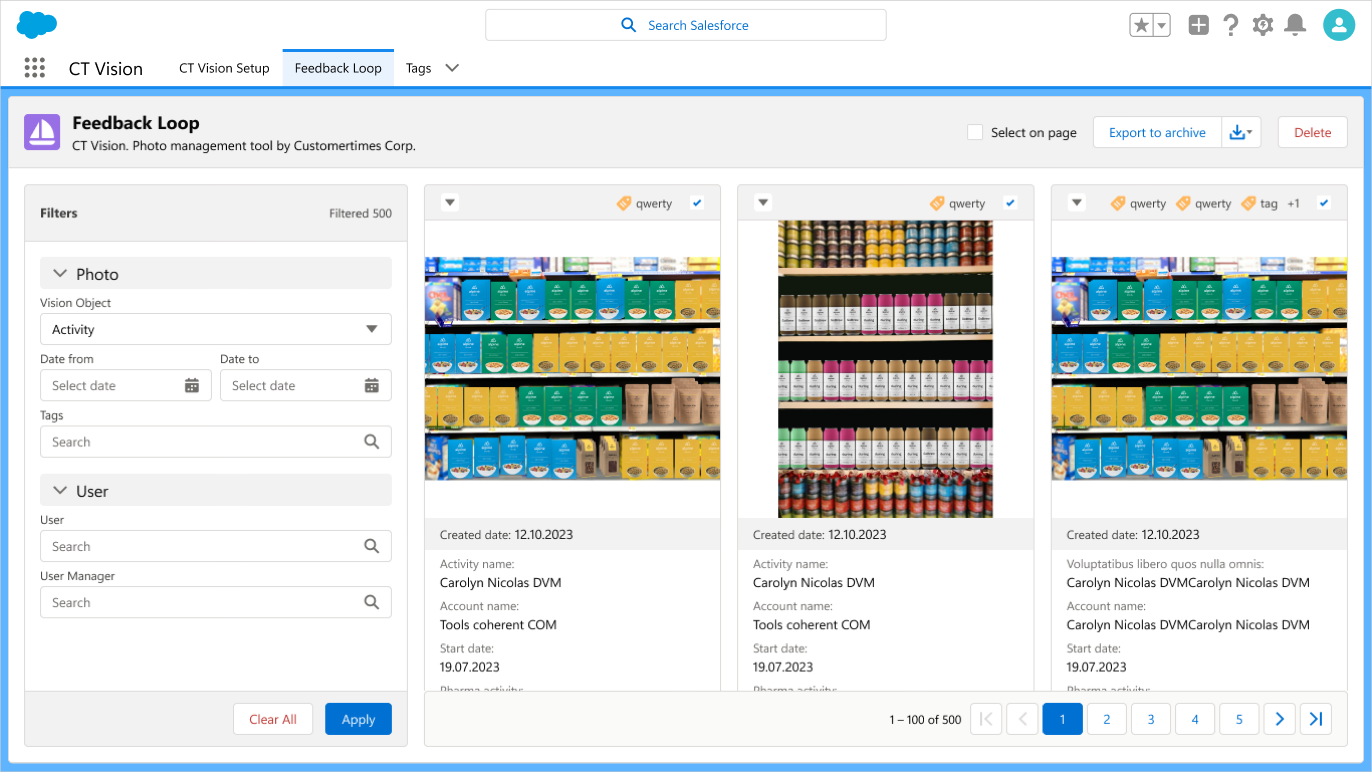 Search Salesforce
CT Vision
CT Vision Setup
Feedback Loop
Tags
Feedback Loop
CT Vision. Photo management tool by Customertimes Corp.
Select on page
Export to archive
Delete
Filters
Filtered 500
Photo
Vision Object
Activity
Date from
Date to
Select date
Select date
Tags
Search
User
User
Search
User Manager
Search
Clear All
Apply
qwerty
Created date: 12.10.2023
Activity name:
Carolyn Nicolas DVM
Account name:
Tools coherent COM
Start date:
19.07.2023
Pharma activity:
qwerty
Created date: 12.10.2023
Activity name:
Carolyn Nicolas DVM
Account name:
Tools coherent COM
Start date:
19.07.2023
Pharma activity:
qwerty qwerty tag +1
Created date: 12.10.2023
Voluptatibus libero quos nulla omnis:
Carolyn Nicolas DVMCarolyn Nicolas DVM
Account name:
Carolyn Nicolas DVMCarolyn Nicolas DVM
Start date:
19.07.2023
Pharma activity:
1 – 100 of 500
1 2 3 4 5